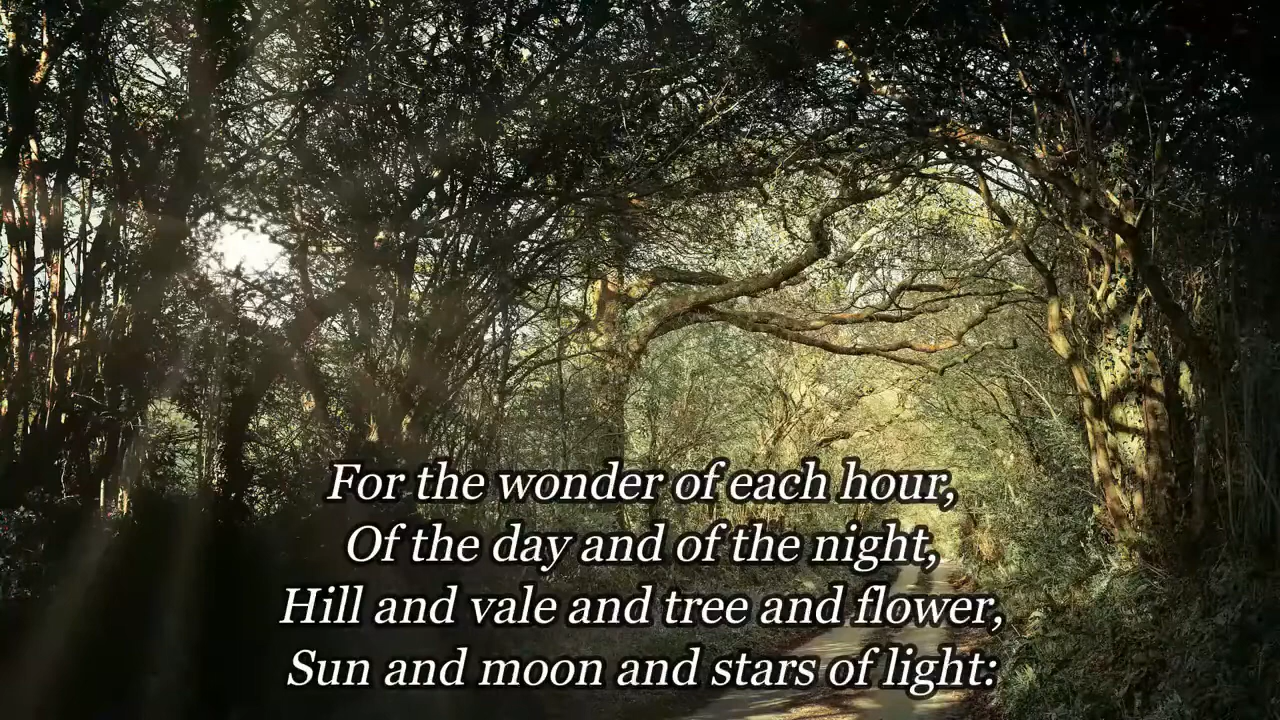 For the wonder of each hour,
Of the day and of the night,
Hill and vale and tree and flower,
Sun and moon and stars of light: